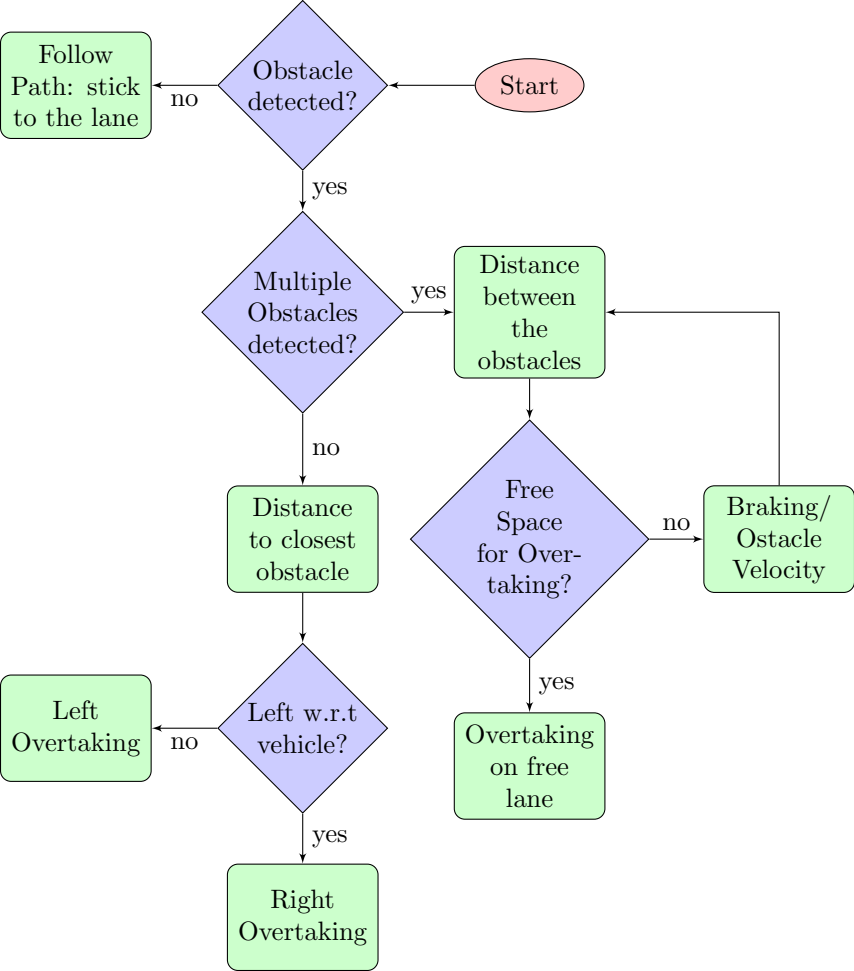 Follow
Path: stick
to the lane
no
Obstacle
detected?
Start
yes
Multiple
Obstacles
detected?
yes
Distance
between
the
obstacles
no
Distance
to closest
obstacle
Free
Space
for Over-
taking?
no
Braking/
Ostacle
Velocity
yes
Left
Overtaking
no
Left w.r.t
vehicle?
Overtaking
on free
lane
yes
Right
Overtaking